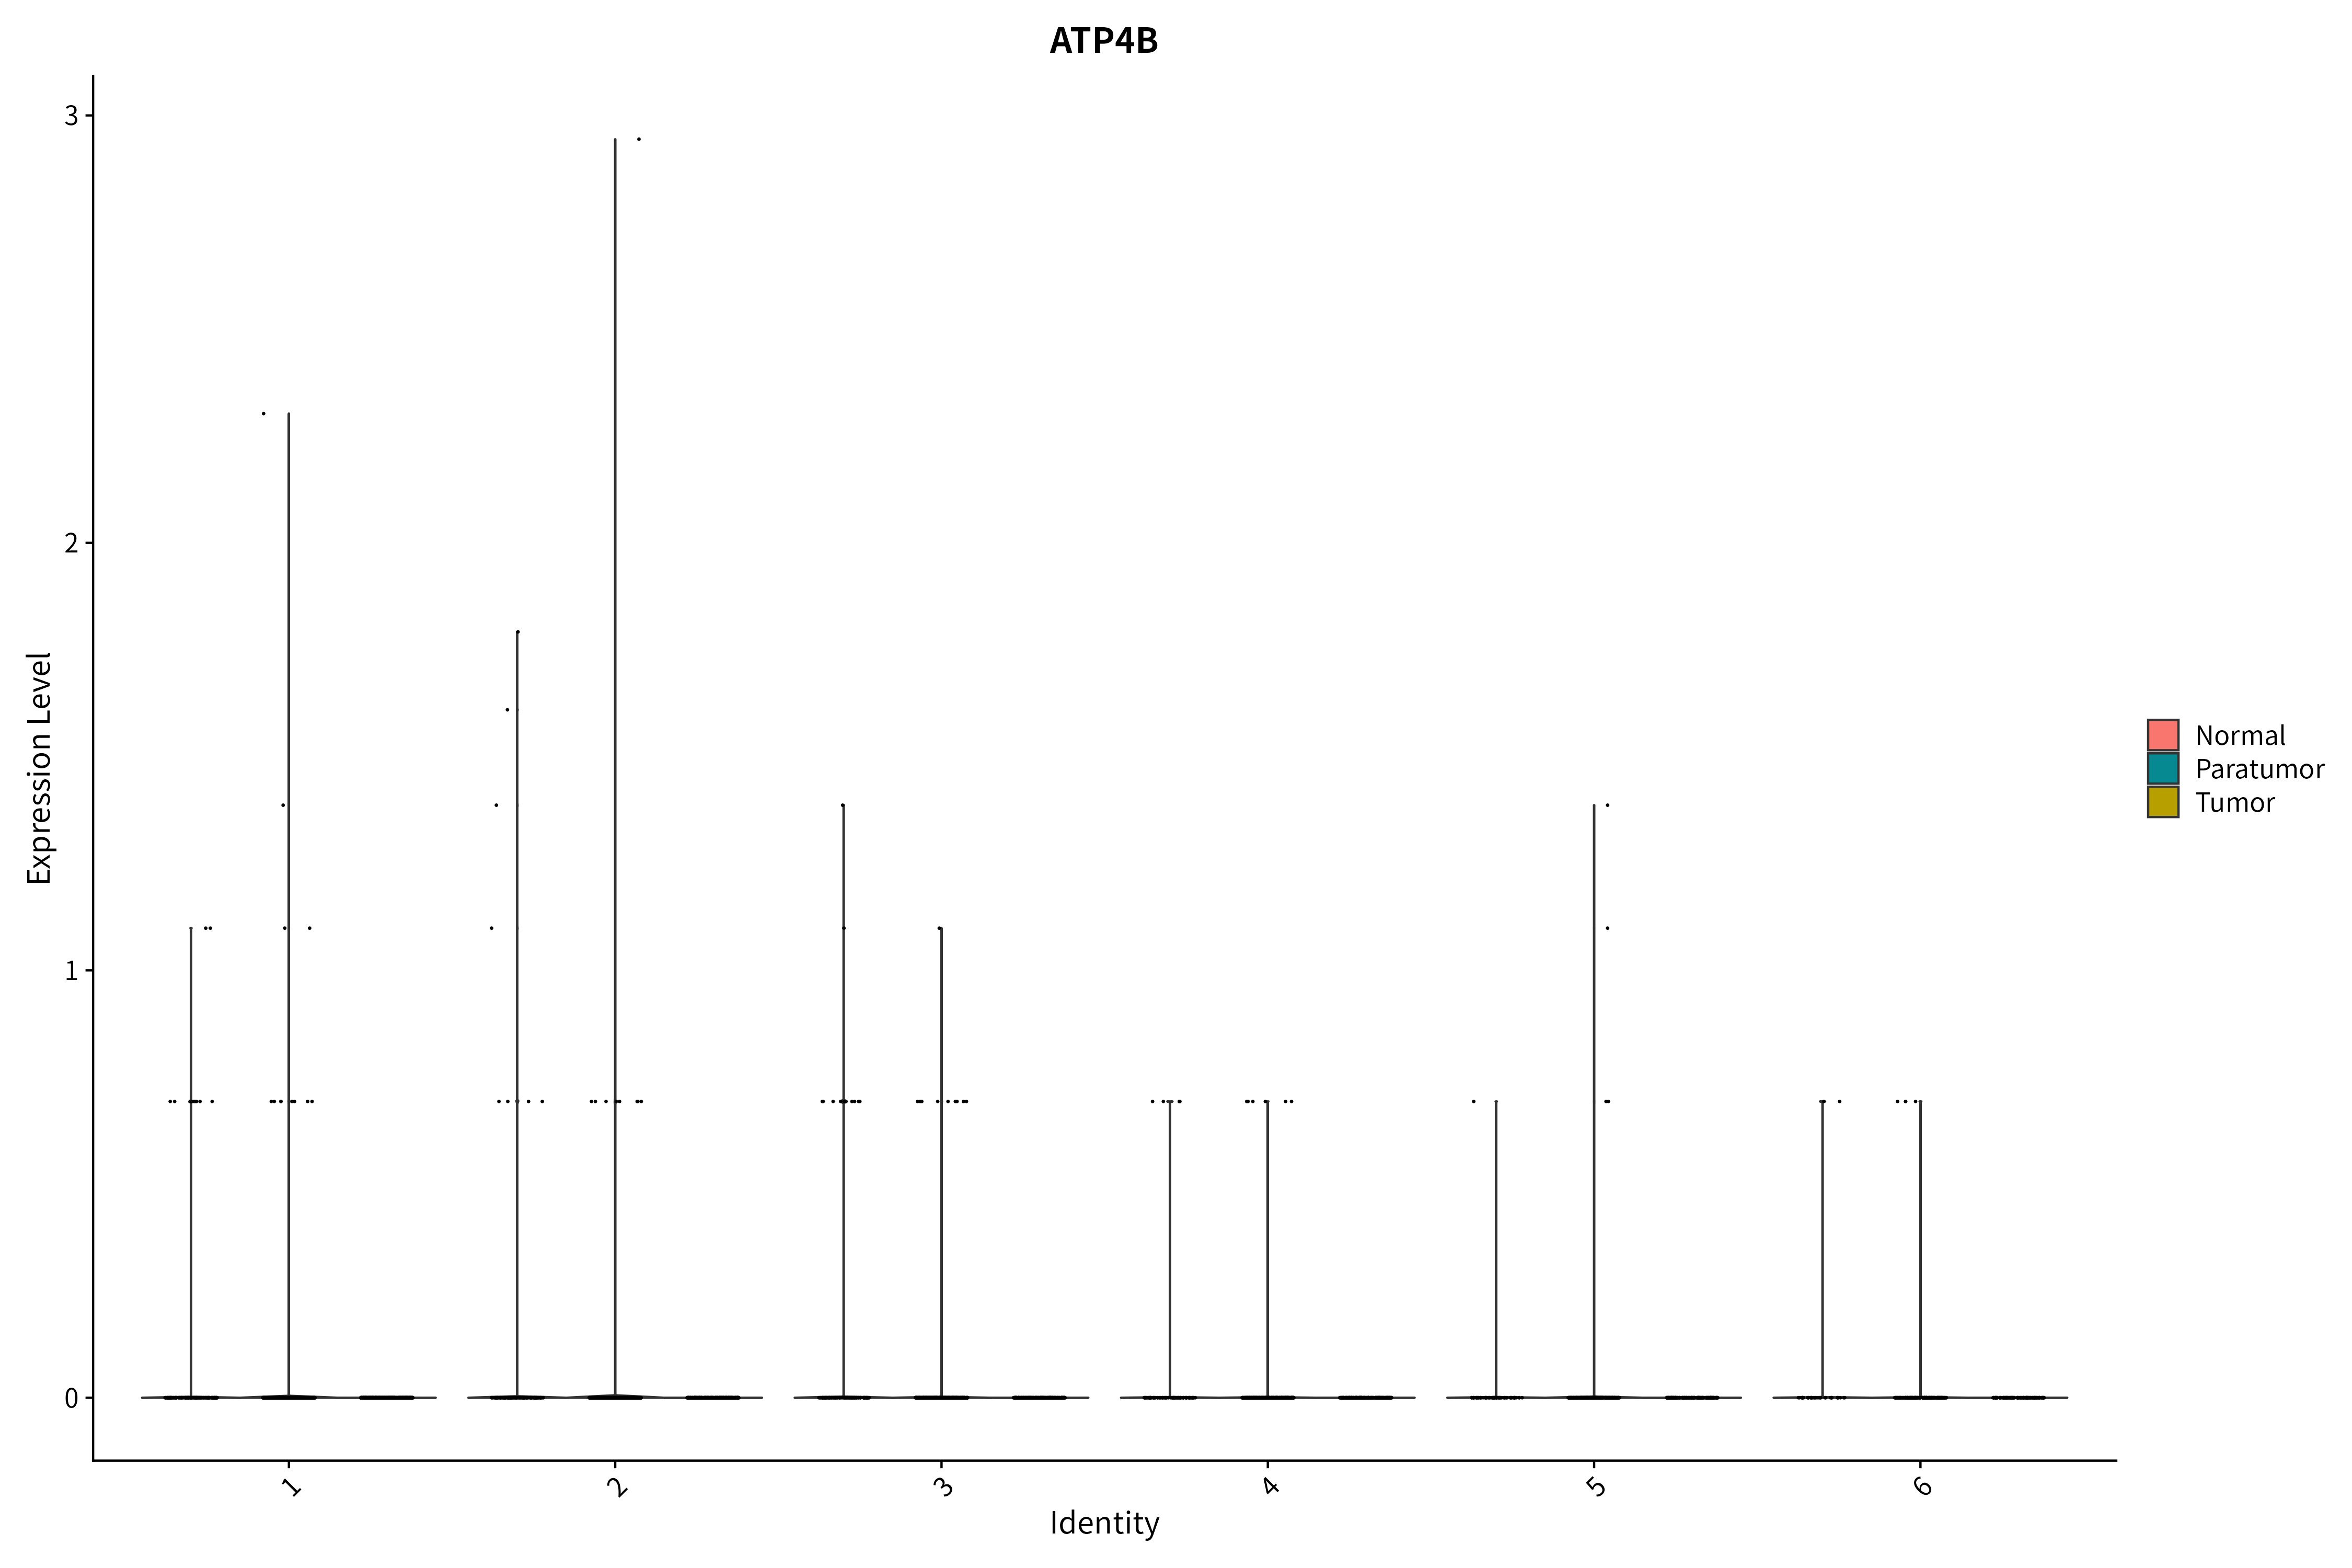 ATP4B
3
2
1
0
Expression Level
1 2 3 4 5 6
Identity
Normal
Paratumor
Tumor